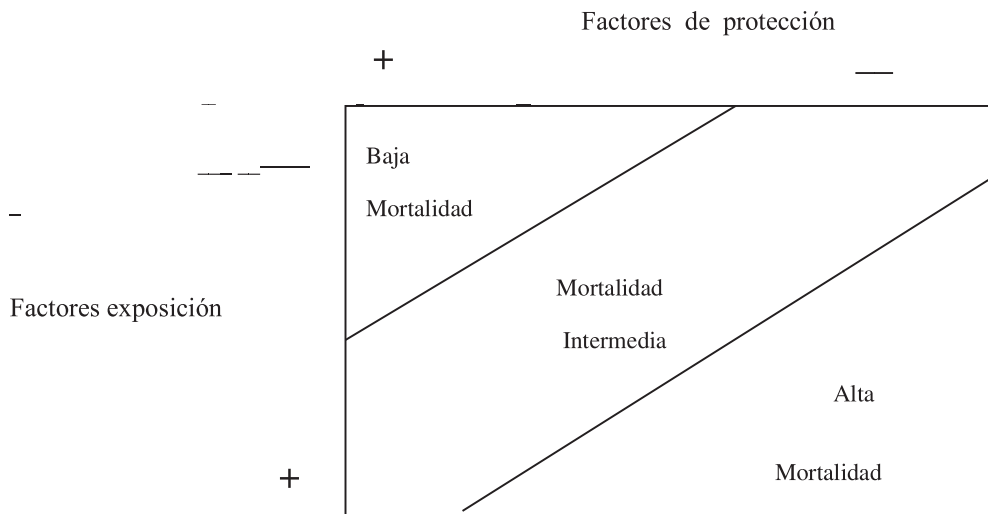 Factores de protección
+
—
Baja
Mortalidad
—
Factores exposición
Mortalidad
Intermedia
Alta
+
Mortalidad